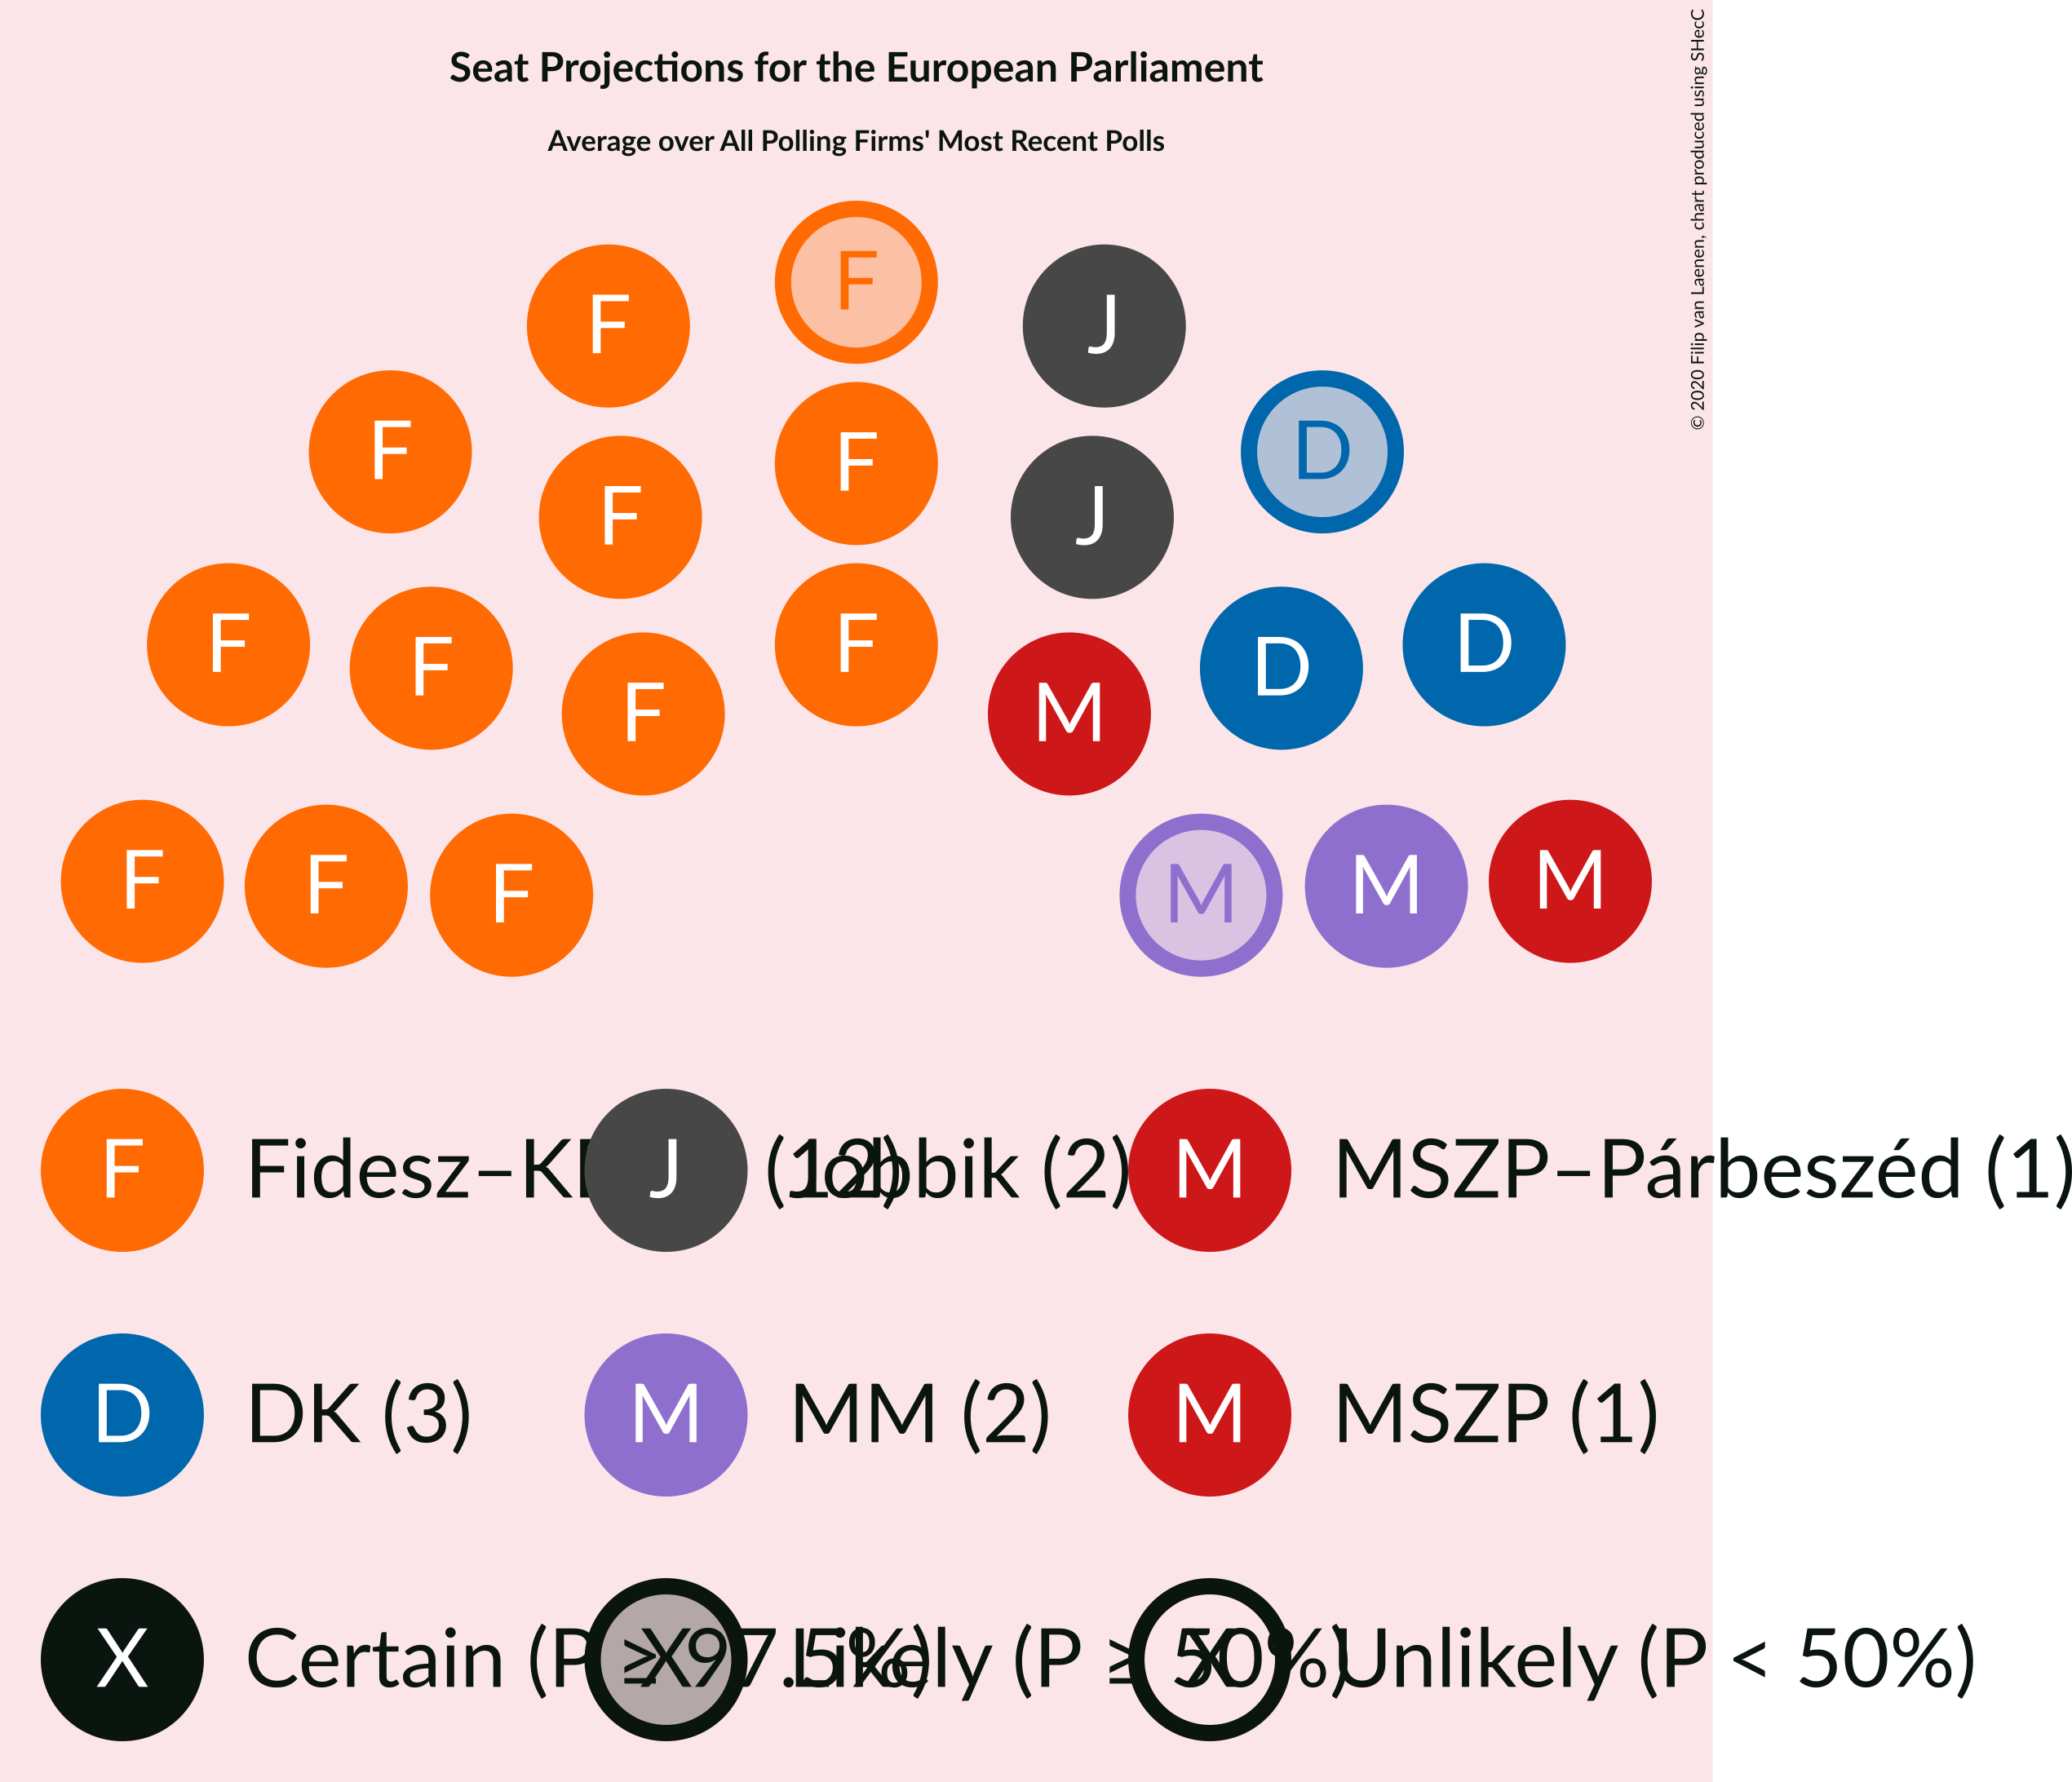 Seat Projections for the European Parliament
Average over All Polling Firms' Most Recent Polls
© 2020 Filip van Laenen, chart produced using SHecC
F
F J
F D
F
F J
F F
F D D
F
F M
F M
F M
F M
F Fidesz–K (12) J Jobbik (2) M MSZP–Párbeszéd (1)
D DK (3) M MM (2) M MSZP (1)
X Certain (P ≥ 97.5%) X Likely (P ≥ 50% X Unlikely (P < 50%)